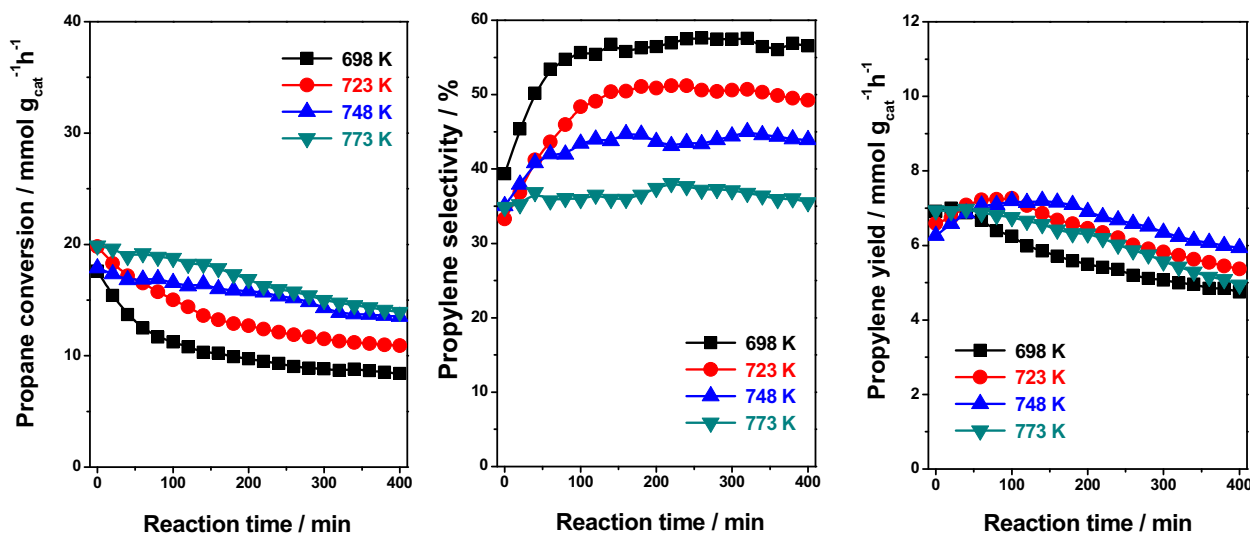 Propane conversion / mmol g_cat^-1 h^-1
40
30
20
10
0
698 K
723 K
748 K
773 K
0 100 200 300 400
Reaction time / min
Propylene selectivity / %
60
50
40
30
20
10
0
698 K
723 K
748 K
773 K
0 100 200 300 400
Reaction time / min
Propylene yield / mmol g_cat^-1 h^-1
12
10
8
6
4
2
0
698 K
723 K
748 K
773 K
0 100 200 300 400
Reaction time / min